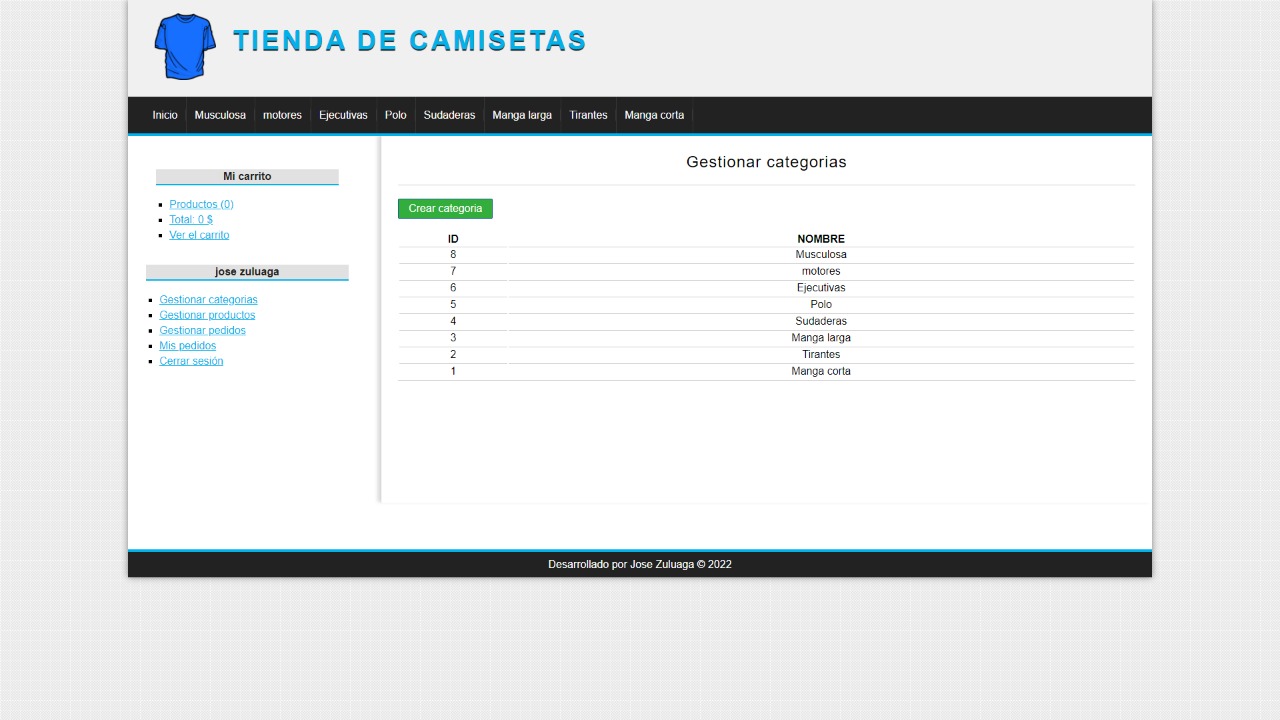 TIENDA DE CAMISETAS
Inicio Musculosa motores Ejecutivas Polo Sudaderas Manga larga Tirantes Manga corta
Mi carrito
Productos (0)
Total: 0 $
Ver el carrito
jose zuluaga
Gestionar categorias
Gestionar productos
Gestionar pedidos
Mis pedidos
Cerrar sesión
Gestionar categorias
Crear categoria
ID NOMBRE
8 Musculosa
7 motores
6 Ejecutivas
5 Polo
4 Sudaderas
3 Manga larga
2 Tirantes
1 Manga corta
Desarrollado por Jose Zuluaga © 2022